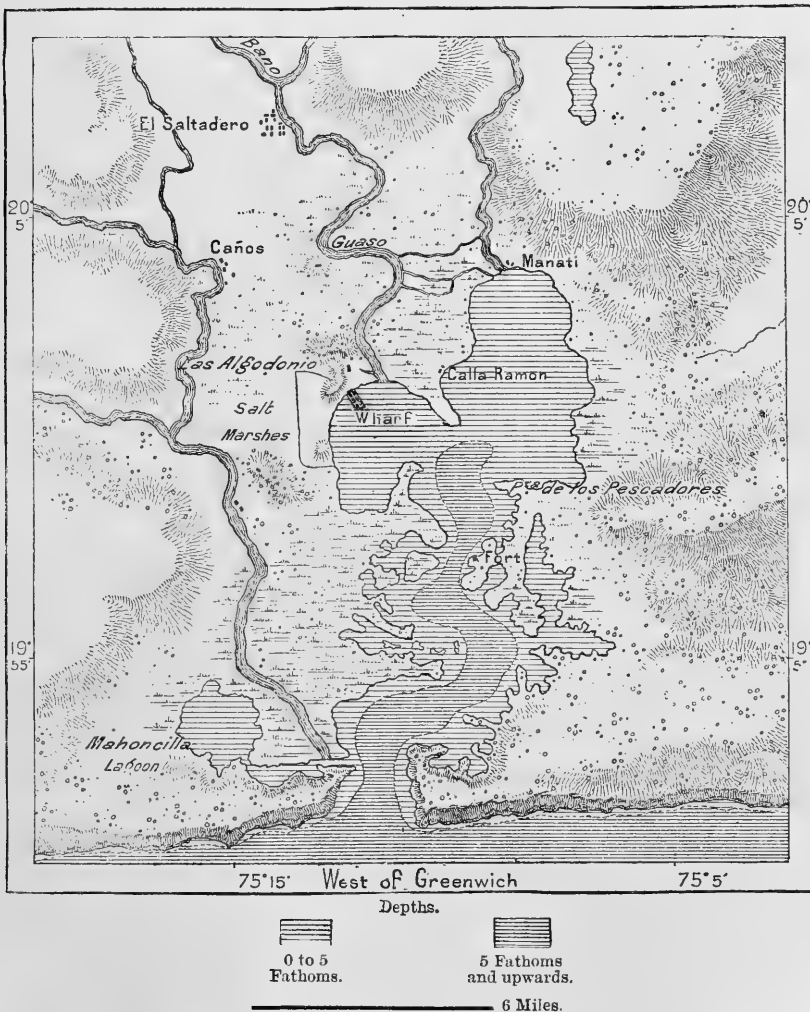 Bano
El Saltadero
20°
5'
20°
5'
Guaso
Caños
Manati
Las Algodonio
Calla Ramon
Salt
Marshes
Wharf
Pta de los Pescadores
Fort
19°
55'
19°
5'
Mahoncilla
Lagoon
75°15'
West of Greenwich
75°5'
Depths.
0 to 5
Fathoms.
5 Fathoms
and upwards.
6 Miles.